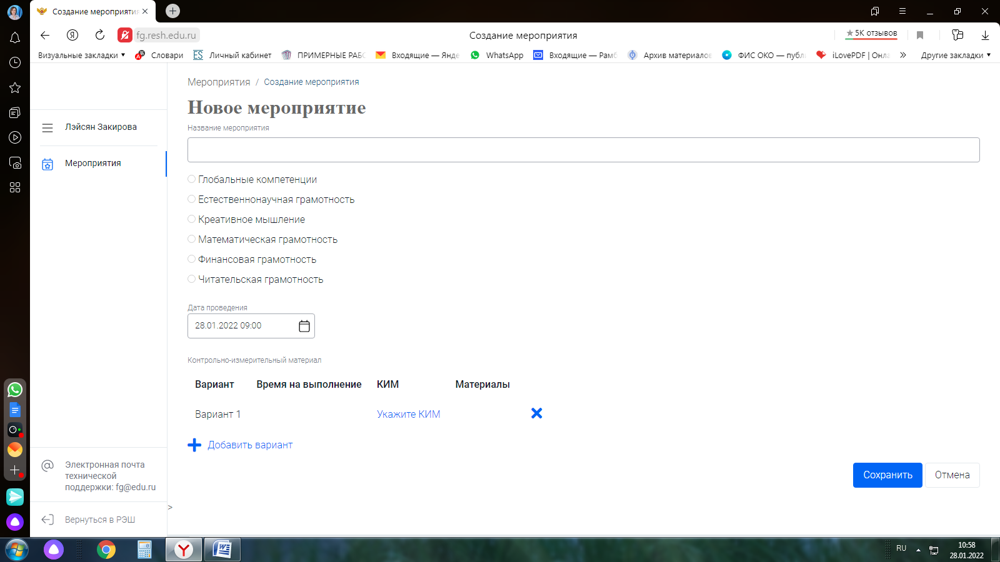 Создание мероприятия
fg.resh.edu.ru
Создание мероприятия
5К отзывов
Визуальные закладки
Словари
Личный кабинет
ПРИМЕРНЫЕ РАБС
Входящие — Янде
WhatsApp
Входящие — Рамб
Архив материалов
ФИС ОКО — публ
iLovePDF | Онла
Другие закладки
Мероприятия / Создание мероприятия
Новое мероприятие
Название мероприятия
Лэйсян Закирова
Мероприятия
Глобальные компетенции
Естественнонаучная грамотность
Креативное мышление
Математическая грамотность
Финансовая грамотность
Читательская грамотность
Дата проведения
28.01.2022 09:00
Контрольно-измерительный материал
Вариант Время на выполнение КИМ Материалы
Вариант 1 Укажите КИМ
Добавить вариант
Сохранить Отмена
Электронная почта
технической
поддержки: fg@edu.ru
>
Вернуться в РЭШ
RU
10:58
28.01.2022